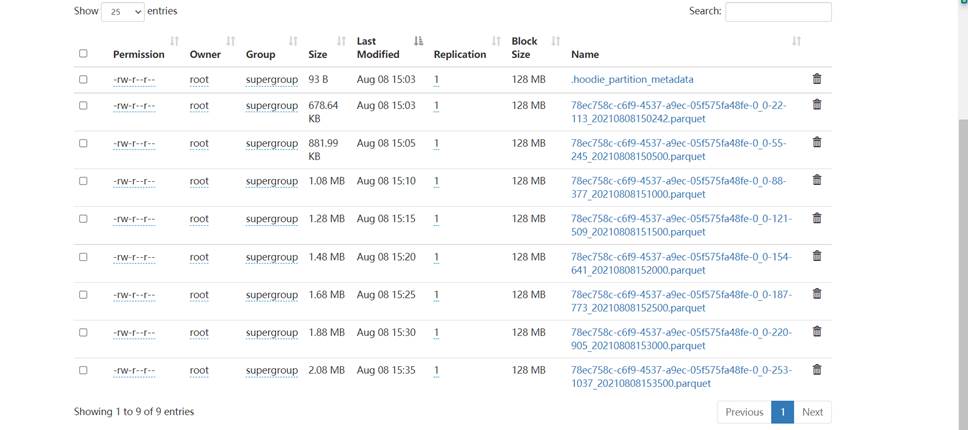 Show 25 entries Search:
Permission Owner Group Size Last Modified Replication Block Size Name
-rw-r--r-- root supergroup 93 B Aug 08 15:03 1 128 MB .hoodie_partition_metadata
-rw-r--r-- root supergroup 678.64 KB Aug 08 15:03 1 128 MB 78ec758c-c6f9-4537-a9ec-05f575fa48fe-0_0-22-
113_20210808150242.parquet
-rw-r--r-- root supergroup 881.99 KB Aug 08 15:05 1 128 MB 78ec758c-c6f9-4537-a9ec-05f575fa48fe-0_0-55-
245_20210808150500.parquet
-rw-r--r-- root supergroup 1.08 MB Aug 08 15:10 1 128 MB 78ec758c-c6f9-4537-a9ec-05f575fa48fe-0_0-88-
377_20210808151000.parquet
-rw-r--r-- root supergroup 1.28 MB Aug 08 15:15 1 128 MB 78ec758c-c6f9-4537-a9ec-05f575fa48fe-0_0-121-
509_20210808151500.parquet
-rw-r--r-- root supergroup 1.48 MB Aug 08 15:20 1 128 MB 78ec758c-c6f9-4537-a9ec-05f575fa48fe-0_0-154-
641_20210808152000.parquet
-rw-r--r-- root supergroup 1.68 MB Aug 08 15:25 1 128 MB 78ec758c-c6f9-4537-a9ec-05f575fa48fe-0_0-187-
773_20210808152500.parquet
-rw-r--r-- root supergroup 1.88 MB Aug 08 15:30 1 128 MB 78ec758c-c6f9-4537-a9ec-05f575fa48fe-0_0-220-
905_20210808153000.parquet
-rw-r--r-- root supergroup 2.08 MB Aug 08 15:35 1 128 MB 78ec758c-c6f9-4537-a9ec-05f575fa48fe-0_0-253-
1037_20210808153500.parquet
Showing 1 to 9 of 9 entries Previous 1 Next